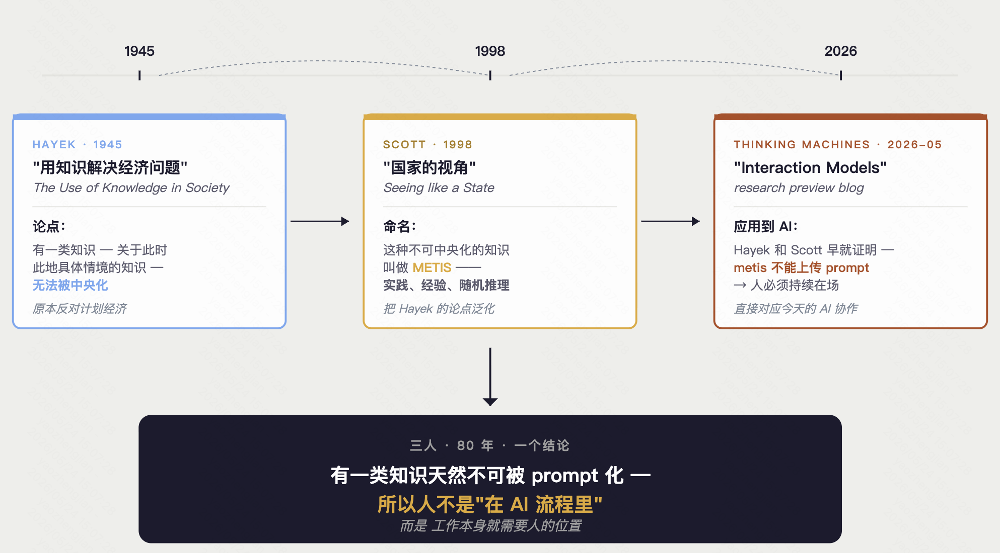 1945
1998
2026
HAYEK · 1945
"用知识解决经济问题"
The Use of Knowledge in Society
论点：
有一类知识 — 关于此时
此地具体情境的知识 —
无法被中央化
原本反对计划经济
SCOTT · 1998
"国家的视角"
Seeing like a State
命名：
这种不可中央化的知识
叫做 METIS ——
实践、经验、随机推理
把 Hayek 的论点泛化
THINKING MACHINES · 2026-05
"Interaction Models"
research preview blog
应用到 AI：
Hayek 和 Scott 早就证明 —
metis 不能上传 prompt
→ 人必须持续在场
直接对应今天的 AI 协作
三人 · 80 年 · 一个结论
有一类知识天然不可被 prompt 化 —
所以人不是"在 AI 流程里"
而是 工作本身就需要人的位置